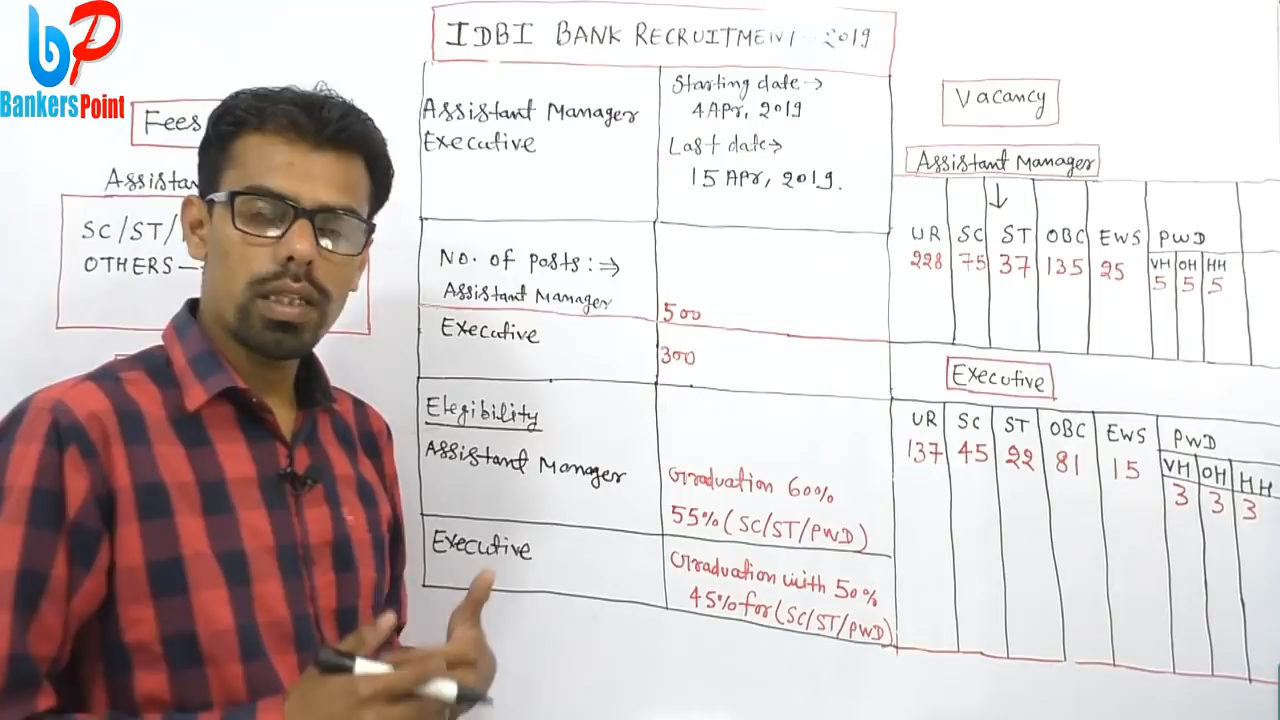 bP
BankersPoint
IDBI BANK RECRUITMENT - 2019
Fees
SC/ST/
OTHERS —
Assistant Manager
Executive
Starting date →
4 Apr, 2019
Last date →
15 Apr, 2019.
No. of Posts : ⇒
Assistant Manager
500
Executive
300
Elegibility
Assistant Manager
Graduation 60%
55% (SC/ST/PWD)
Executive
Graduation with 50%
45% for (SC/ST/PWD)
Vacancy
Assistant Manager
UR SC ST OBC EWS PWD
VH OH HH
228 75 37 135 25 5 5 5
Executive
UR SC ST OBC EWS PWD
VH OH HH
137 45 22 81 15 3 3 3